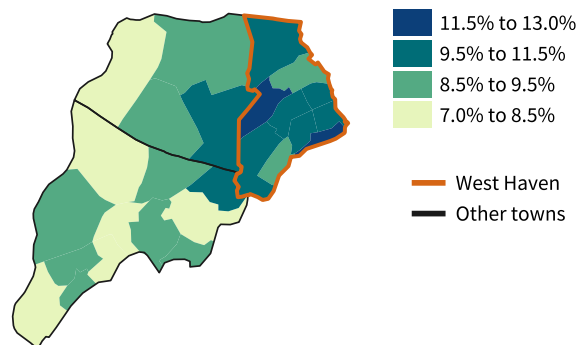 11.5% to 13.0%
9.5% to 11.5%
8.5% to 9.5%
7.0% to 8.5%
West Haven
Other towns